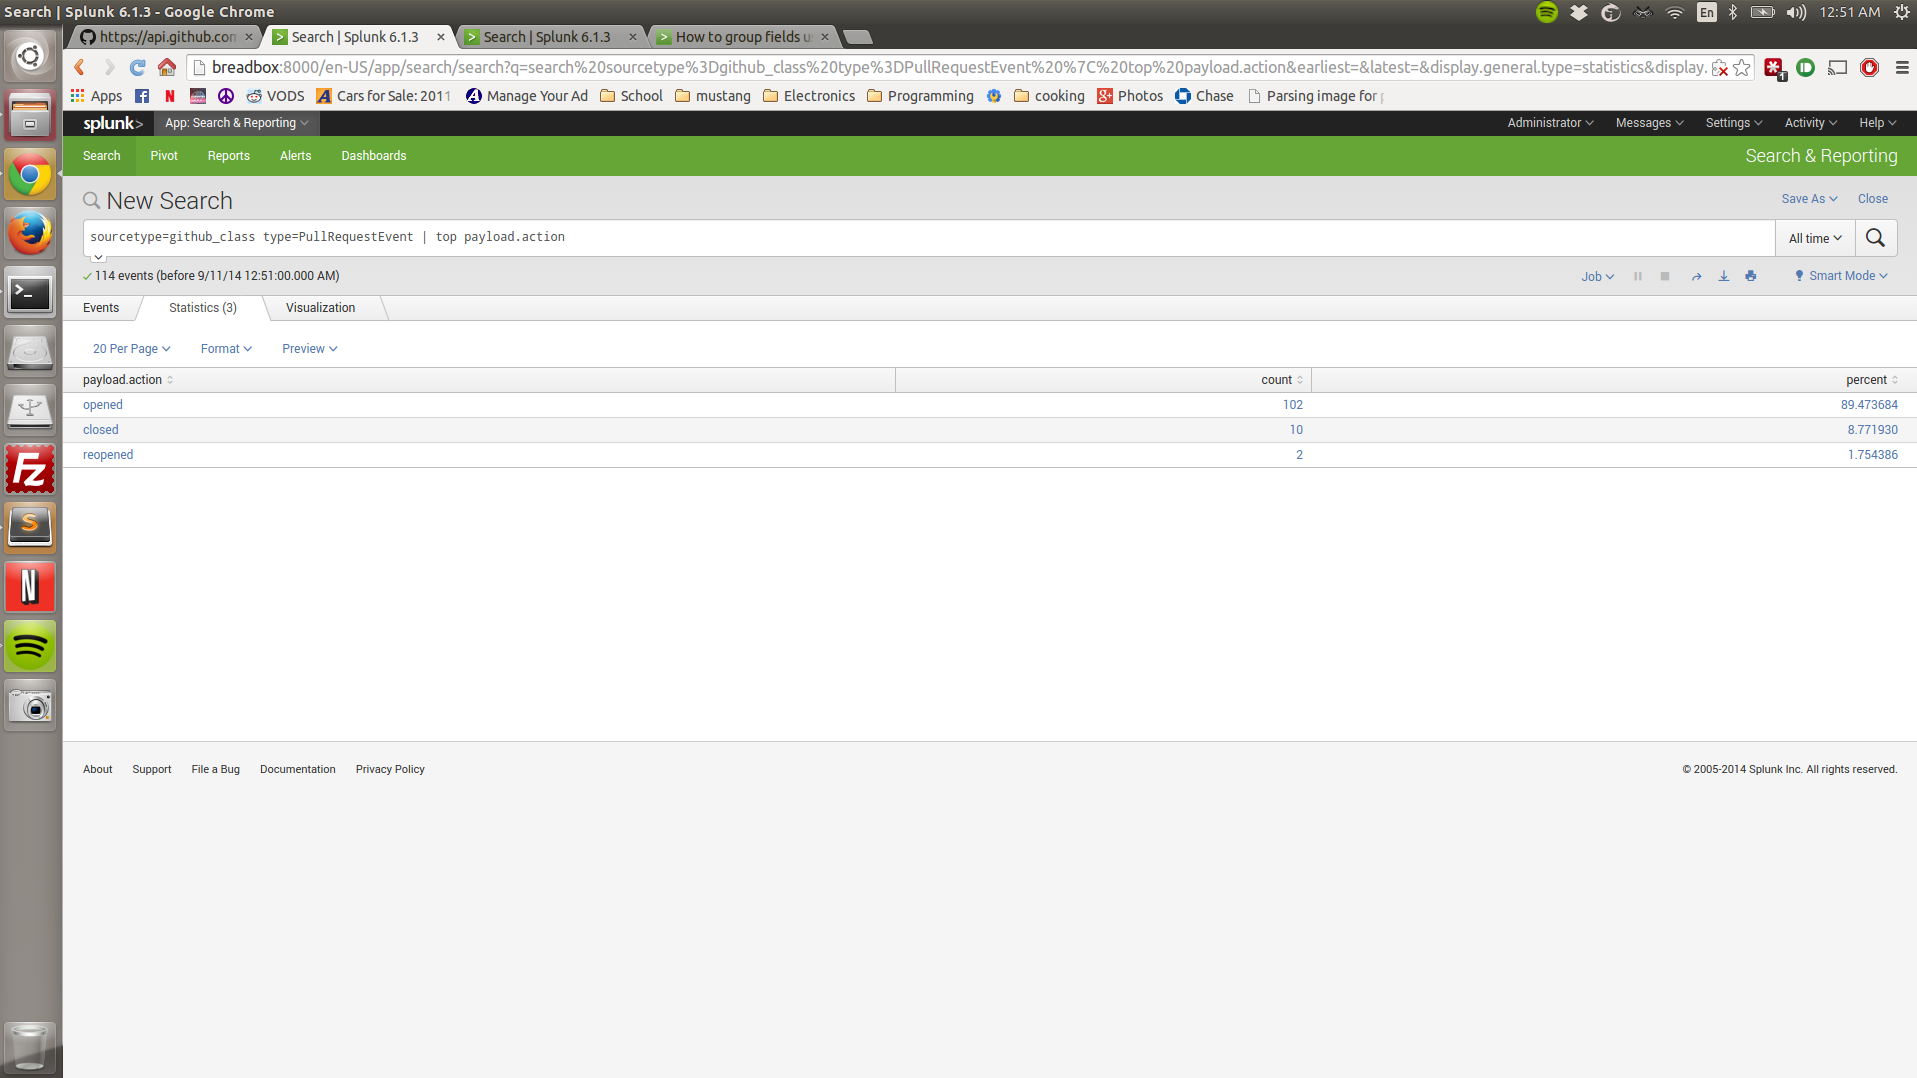 Search | Splunk 6.1.3 - Google Chrome
En 12:51 AM
https://api.github.com Search | Splunk 6.1.3 Search | Splunk 6.1.3 How to group fields u
breadbox:8000/en-US/app/search/search?q=search%20sourcetype%3Dgithub_class%20type%3DPullRequestEvent%20%7C%20top%20payload.action&earliest=&latest=&display.general.type=statistics&display.
Apps VODS Cars for Sale: 2011 Manage Your Ad School mustang Electronics Programming cooking Photos Chase Parsing image for
splunk> App: Search & Reporting Administrator Messages Settings Activity Help
Search Pivot Reports Alerts Dashboards Search & Reporting
New Search Save As Close
sourcetype=github_class type=PullRequestEvent | top payload.action All time
114 events (before 9/11/14 12:51:00.000 AM) Job Smart Mode
Events Statistics (3) Visualization
20 Per Page Format Preview
payload.action count percent
opened 102 89.473684
closed 10 8.771930
reopened 2 1.754386
About Support File a Bug Documentation Privacy Policy © 2005-2014 Splunk Inc. All rights reserved.